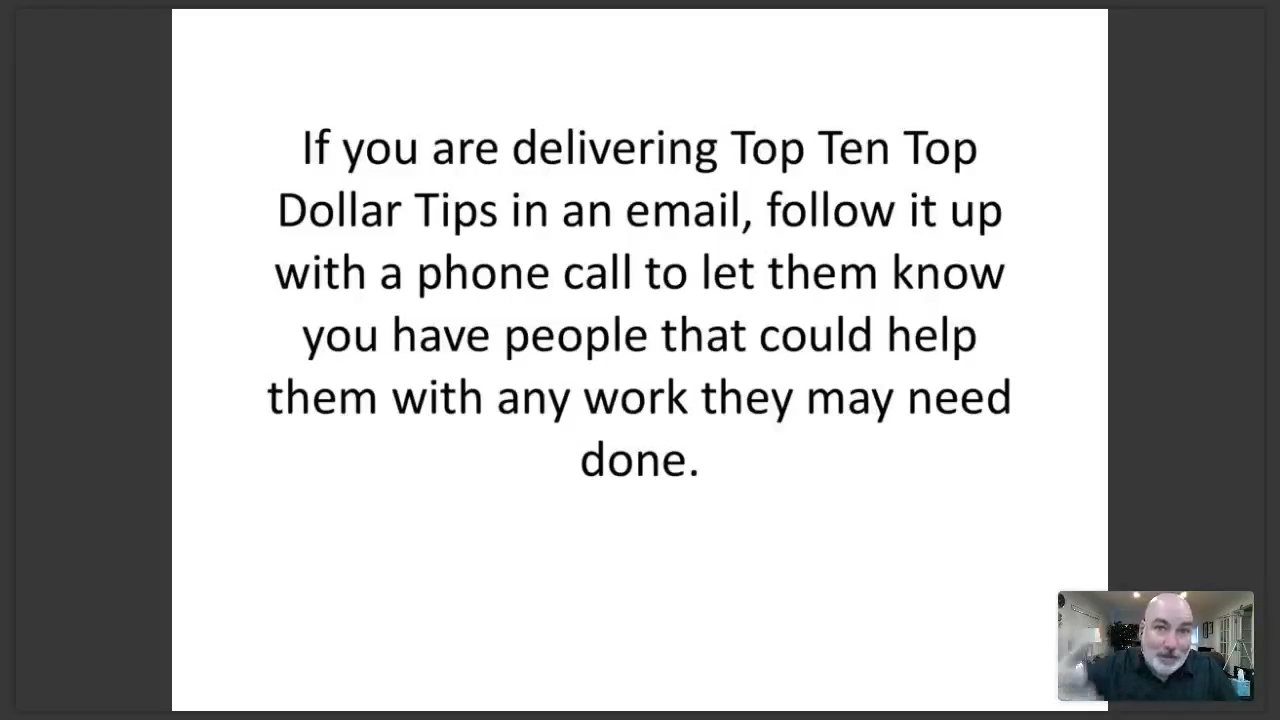 If you are delivering Top Ten Top
Dollar Tips in an email, follow it up
with a phone call to let them know
you have people that could help
them with any work they may need
done.